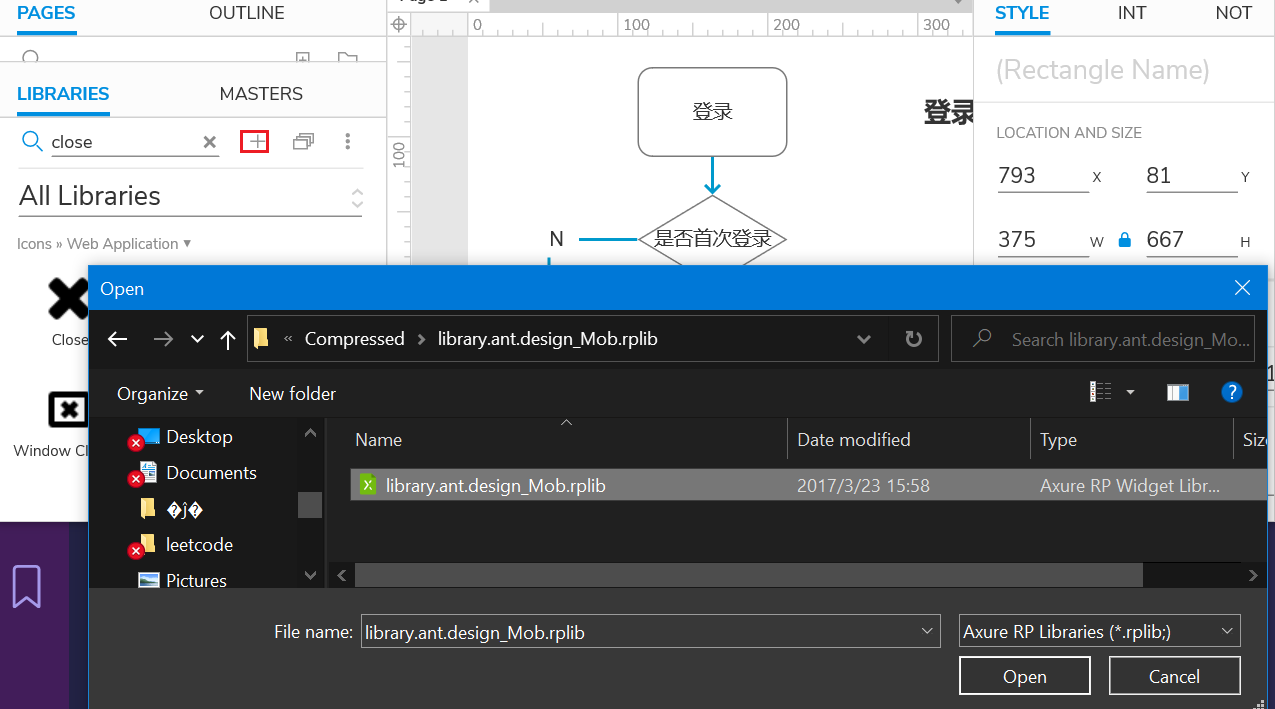 PAGES OUTLINE
0 100 200 300
STYLE INT NOT
(Rectangle Name)
LIBRARIES MASTERS
close
100
登录
登录
LOCATION AND SIZE
793 X 81 Y
All Libraries
Icons » Web Application ▾
N
是否首次登录
375 W 667 H
Close
Window Cl
Open
« Compressed > library.ant.design_Mob.rplib
Search library.ant.design_Mo...
Organize New folder
Desktop
Documents
�j�
leetcode
Pictures
Name Date modified Type Size
library.ant.design_Mob.rplib 2017/3/23 15:58 Axure RP Widget Libr...
File name: library.ant.design_Mob.rplib
Axure RP Libraries (*.rplib;)
Open Cancel